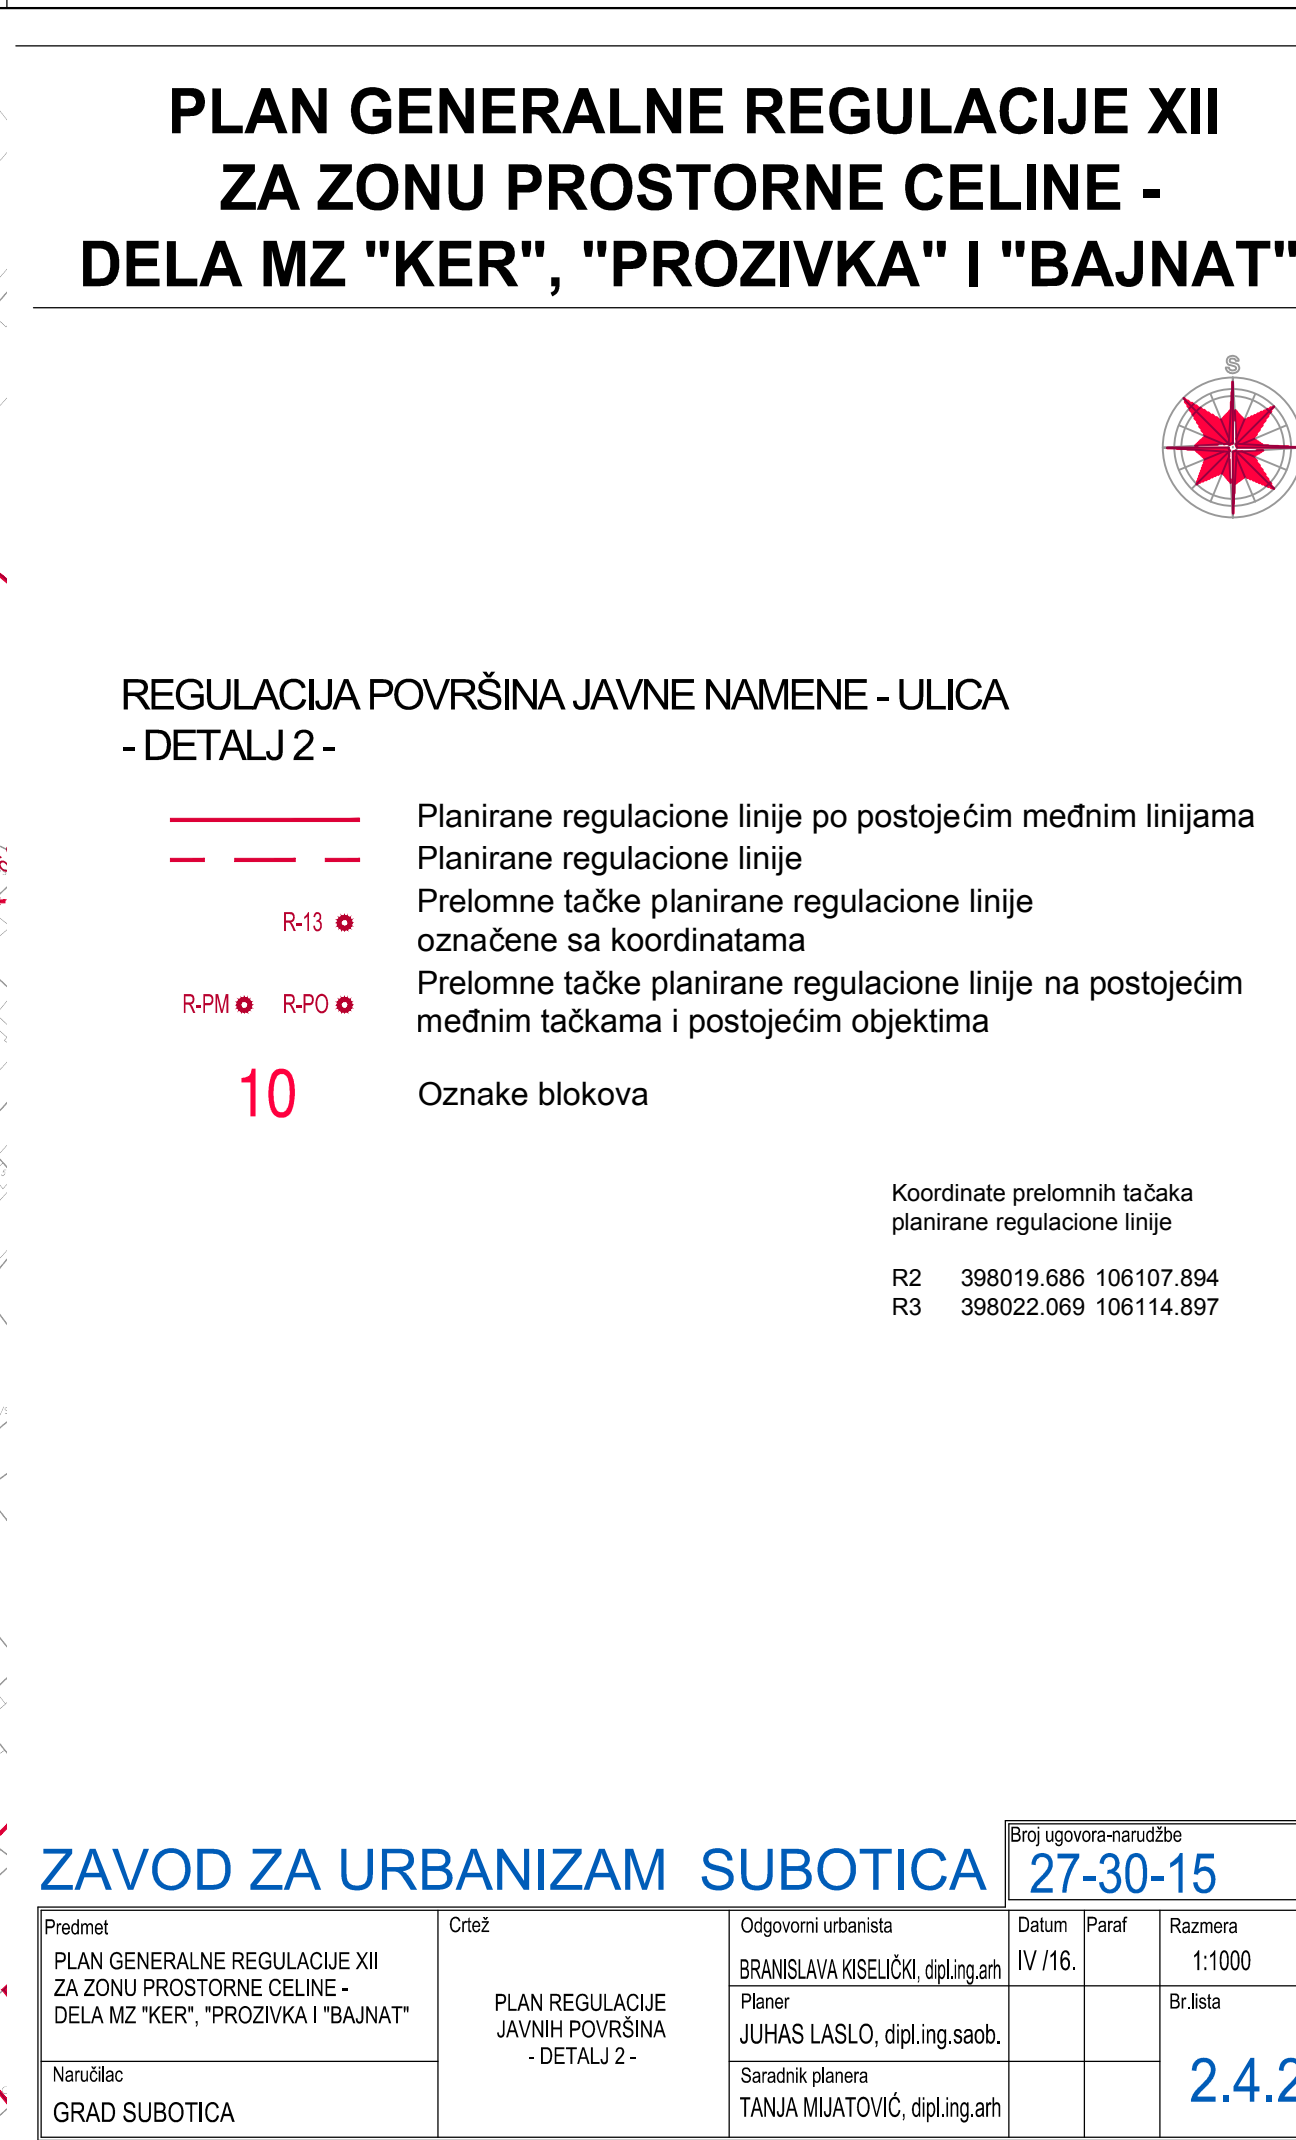 PLAN GENERALNE REGULACIJE XII
ZA ZONU PROSTORNE CELINE -
DELA MZ "KER", "PROZIVKA" I "BAJNAT"
S
REGULACIJA POVRŠINA JAVNE NAMENE - ULICA
- DETALJ 2 -
Planirane regulacione linije po postojećim međnim linijama
Planirane regulacione linije
R-13 Prelomne tačke planirane regulacione linije
označene sa koordinatama
R-PM R-PO Prelomne tačke planirane regulacione linije na postojećim
međnim tačkama i postojećim objektima
10 Oznake blokova
Koordinate prelomnih tačaka
planirane regulacione linije
R2 398019.686 106107.894
R3 398022.069 106114.897
ZAVOD ZA URBANIZAM SUBOTICA
Broj ugovora-narudžbe
27-30-15
Predmet
PLAN GENERALNE REGULACIJE XII
ZA ZONU PROSTORNE CELINE -
DELA MZ "KER", "PROZIVKA I "BAJNAT"
Naručilac
GRAD SUBOTICA
Crtež
PLAN REGULACIJE
JAVNIH POVRŠINA
- DETALJ 2 -
Odgovorni urbanista
BRANISLAVA KISELIČKI, dipl.ing.arh
Planer
JUHAS LASLO, dipl.ing.saob.
Saradnik planera
TANJA MIJATOVIĆ, dipl.ing.arh
Datum
IV /16.
Paraf
Razmera
1:1000
Br.lista
2.4.2